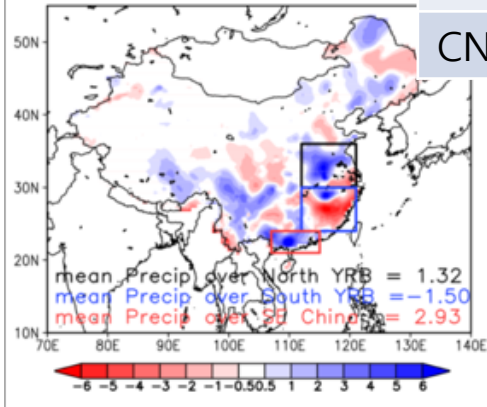 CN
55N
50N
40N
30N
20N
10N
mean Precip over North YRB = 1.32
mean Precip over South YRB =-1.50
mean Precip over SE China = 2.93
70E 80E 90E 100E 110E 120E 130E 140E
-6 -5 -4 -3 -2 -1 -0.5 0.5 1 2 3 4 5 6